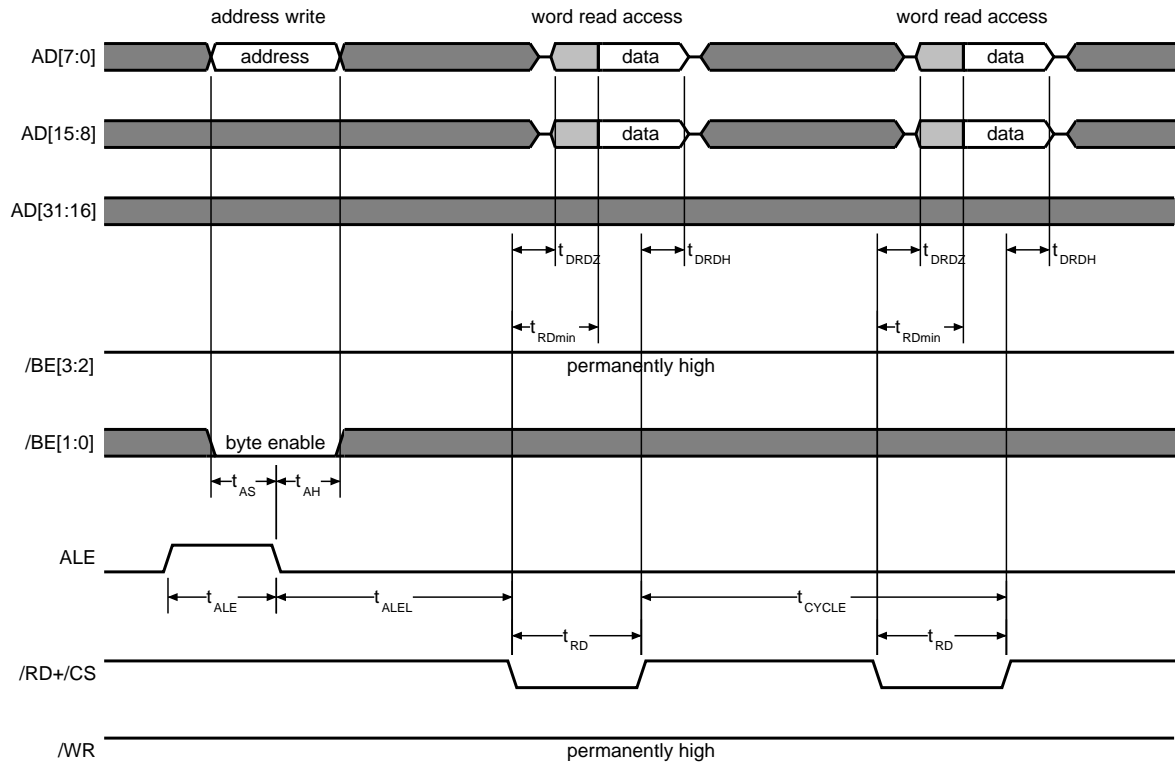 address write word read access word read access
AD[7:0] address data data
AD[15:8] data data
AD[31:16]
tDRDZ tDRDH tDRDZ tDRDH
tRDmin tRDmin
/BE[3:2] permanently high
/BE[1:0] byte enable
tAS tAH
ALE
tALE tALEL tCYCLE
tRD tRD
/RD+/CS
/WR permanently high